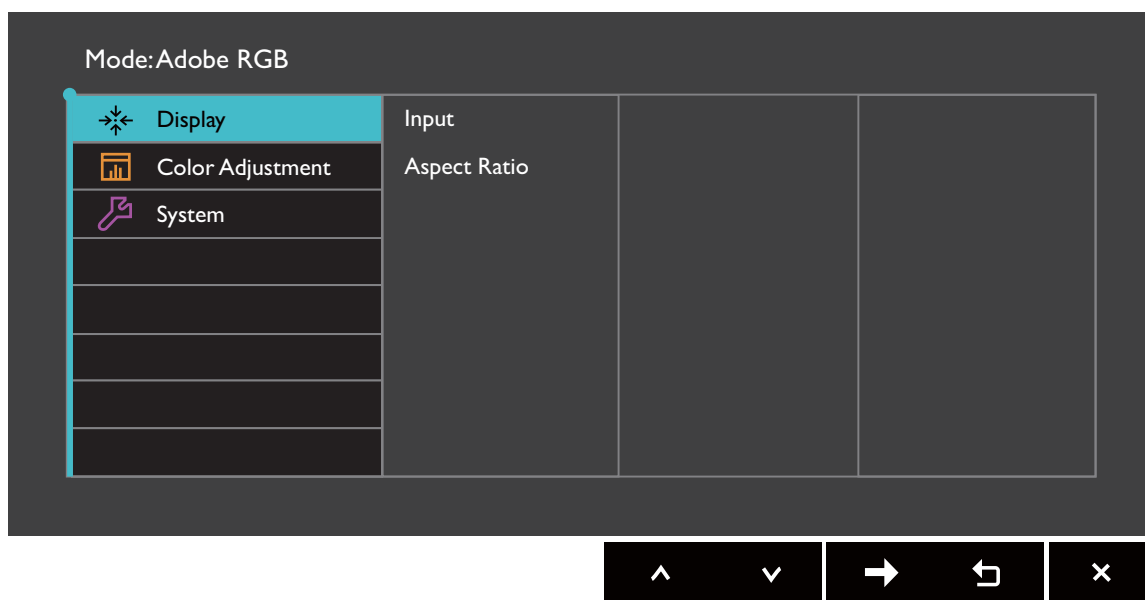 Mode: Adobe RGB
Display
Input
Color Adjustment
Aspect Ratio
System